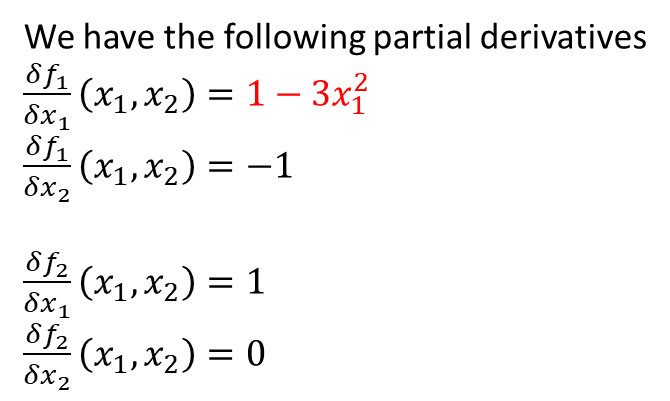 We have the following partial derivatives
δf₁/δx₁ (x₁, x₂) = 1 − 3x₁²
δf₁/δx₂ (x₁, x₂) = −1
δf₂/δx₁ (x₁, x₂) = 1
δf₂/δx₂ (x₁, x₂) = 0